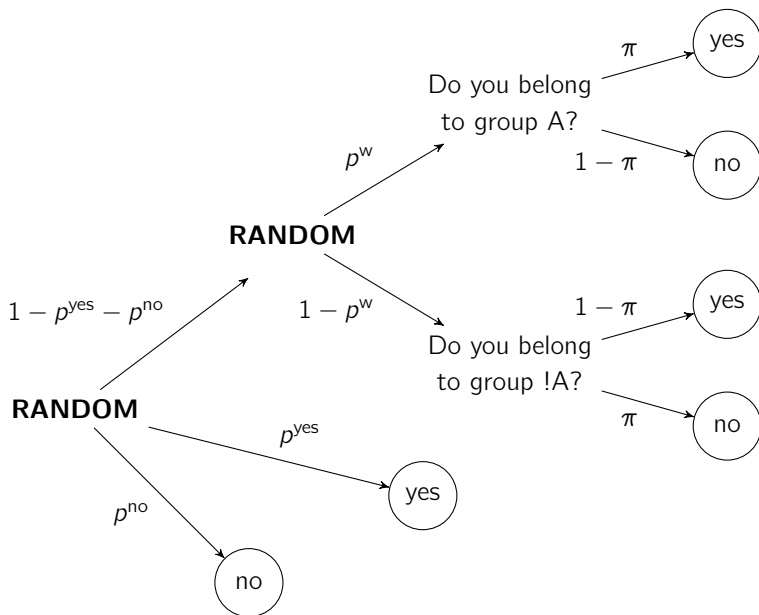 yes
π
Do you belong
to group A?
p^w
1 − π
no
RANDOM
1 − p^yes − p^no
1 − p^w
1 − π
yes
Do you belong
to group !A?
π
no
RANDOM
p^yes
yes
p^no
no